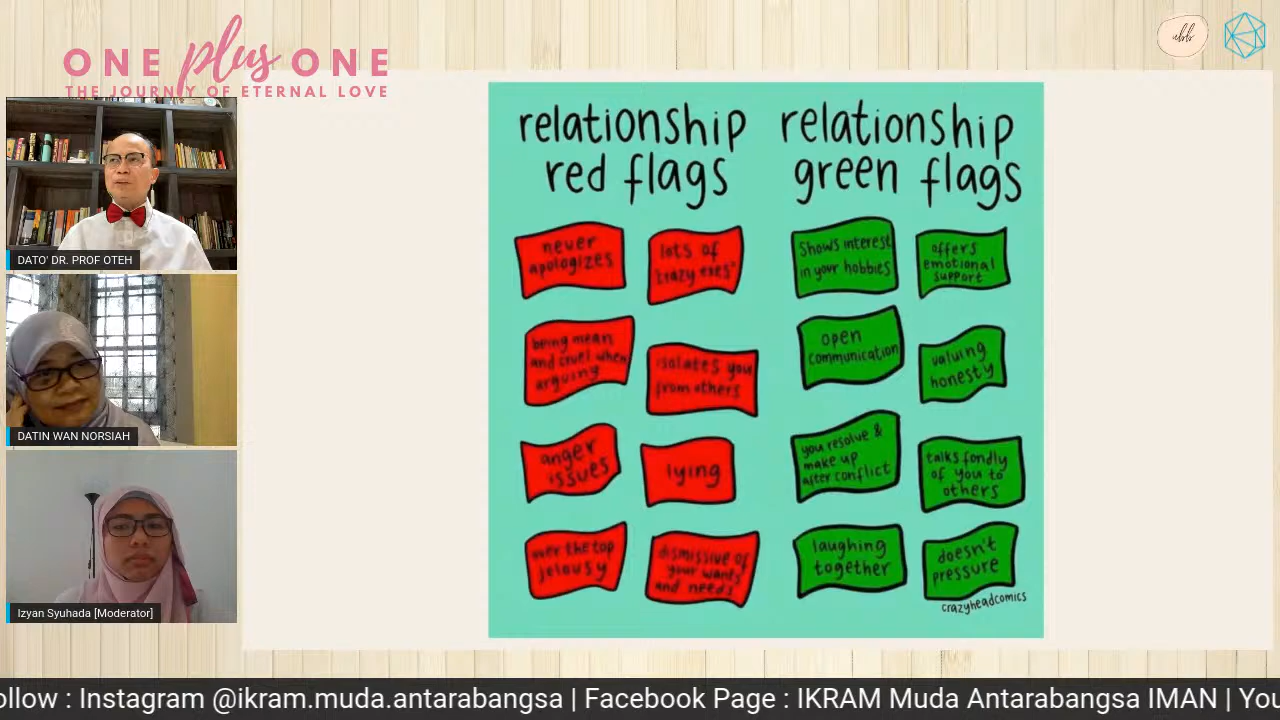 ONE plus ONE
THE JOURNEY OF ETERNAL LOVE
DATO' DR. PROF OTEH
DATIN WAN NORSIAH
Izyan Syuhada [Moderator]
relationship
red flags
never
apologizes
lots of
"crazy exes"
being mean
and cruel when
arguing
isolates you
from others
anger
issues
lying
over the top
jelousy
dismissive of
your wants
and needs
relationship
green flags
Shows interest
in your hobbies
offers
emotional
support
open
communication
valuing
honesty
you resolve &
make up
after conflict
talks fondly
of you to
others
laughing
together
doesn't
pressure
crazyheadcomics
ollow : Instagram @ikram.muda.antarabangsa | Facebook Page : IKRAM Muda Antarabangsa IMAN | You